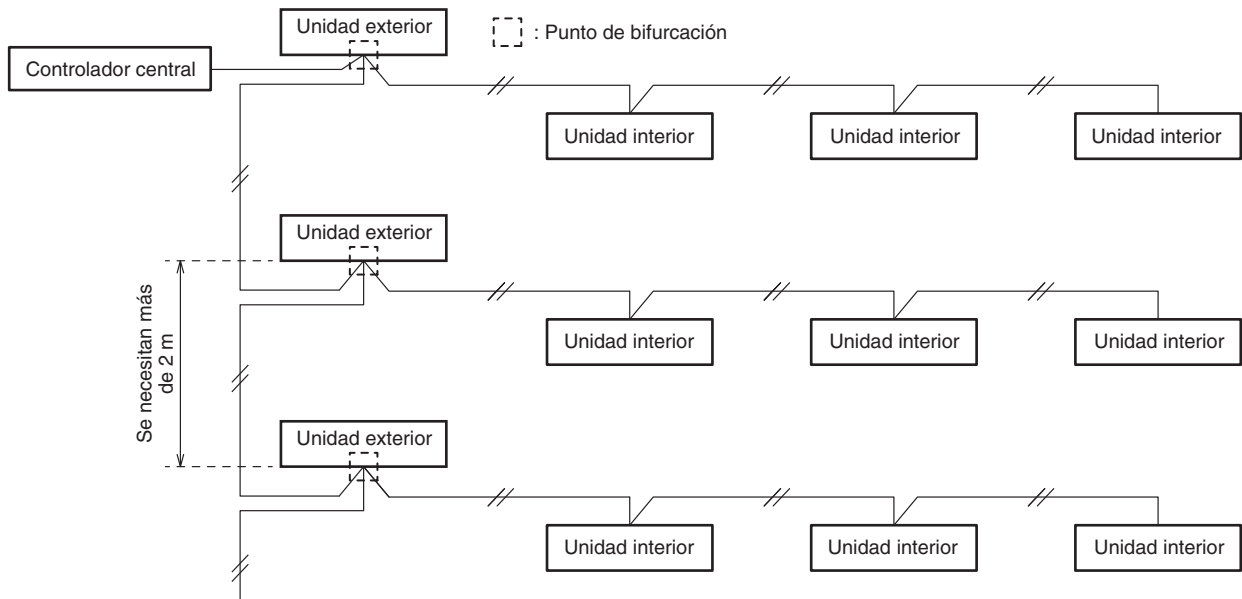 Unidad exterior
: Punto de bifurcación
Controlador central
Unidad interior
Unidad interior
Unidad interior
Unidad exterior
Se necesitan más
de 2 m
Unidad interior
Unidad interior
Unidad interior
Unidad exterior
Unidad interior
Unidad interior
Unidad interior